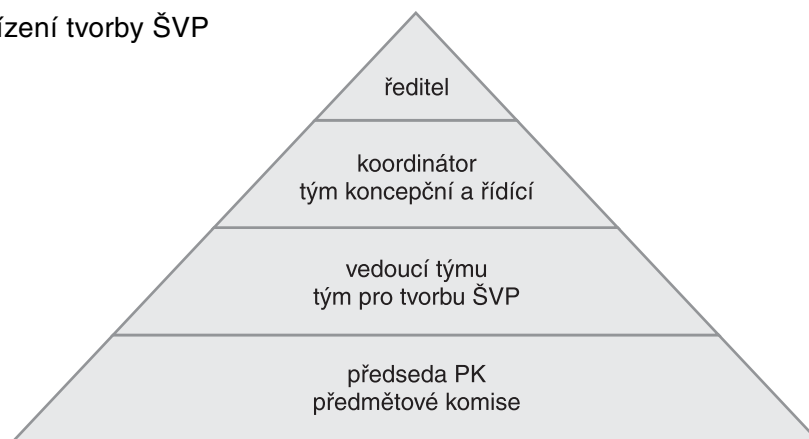 ízení tvorby ŠVP
ředitel
koordinátor
tým koncepční a řídící
vedoucí týmu
tým pro tvorbu ŠVP
předseda PK
předmětové komise